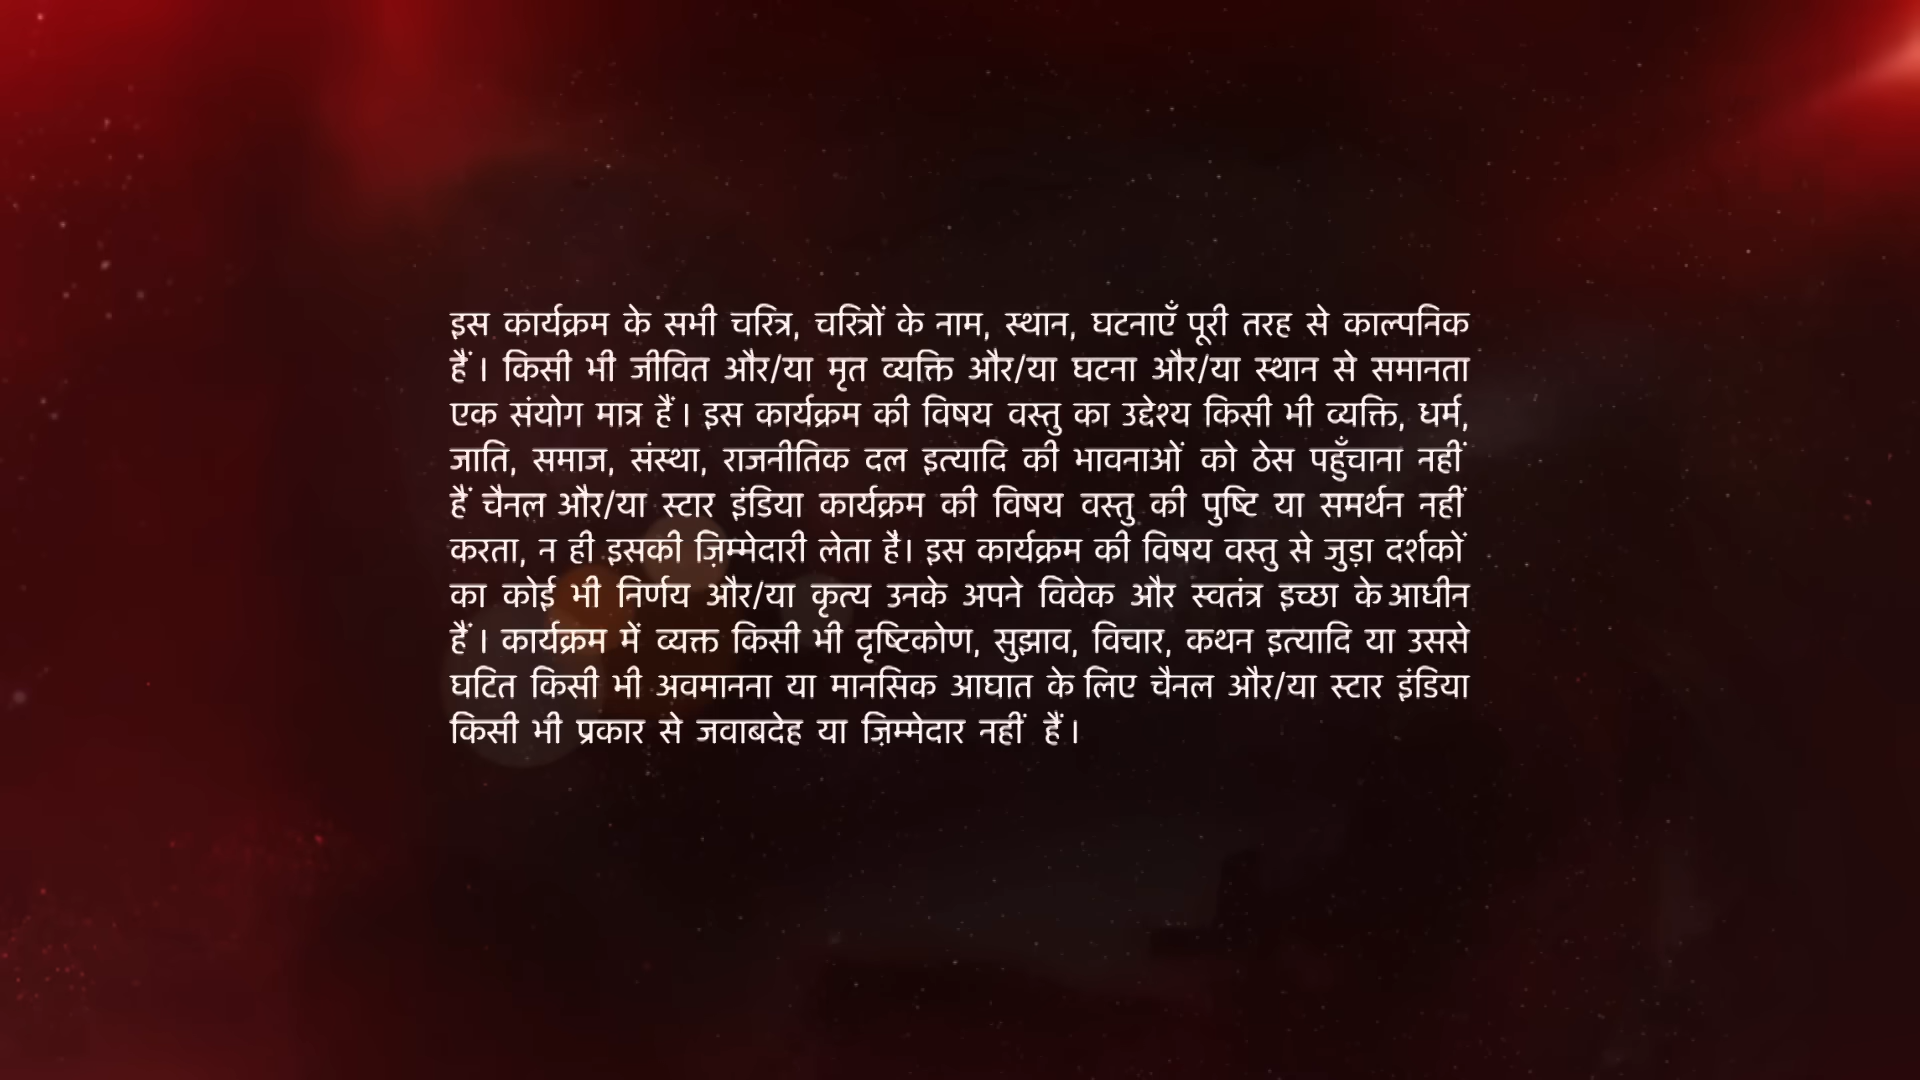 इस कार्यक्रम के सभी चरित्र, चरित्रों के नाम, स्थान, घटनाएँ पूरी तरह से काल्पनिक
हैं । किसी भी जीवित और/या मृत व्यक्ति और/या घटना और/या स्थान से समानता
एक संयोग मात्र हैं । इस कार्यक्रम की विषय वस्तु का उद्देश्य किसी भी व्यक्ति, धर्म,
जाति, समाज, संस्था, राजनीतिक दल इत्यादि की भावनाओं को ठेस पहुँचाना नहीं
हैं चैनल और/या स्टार इंडिया कार्यक्रम की विषय वस्तु की पुष्टि या समर्थन नहीं
करता, न ही इसकी ज़िम्मेदारी लेता है। इस कार्यक्रम की विषय वस्तु से जुड़ा दर्शकों
का कोई भी निर्णय और/या कृत्य उनके अपने विवेक और स्वतंत्र इच्छा के आधीन
हैं । कार्यक्रम में व्यक्त किसी भी दृष्टिकोण, सुझाव, विचार, कथन इत्यादि या उससे
घटित किसी भी अवमानना या मानसिक आघात के लिए चैनल और/या स्टार इंडिया
किसी भी प्रकार से जवाबदेह या ज़िम्मेदार नहीं हैं ।